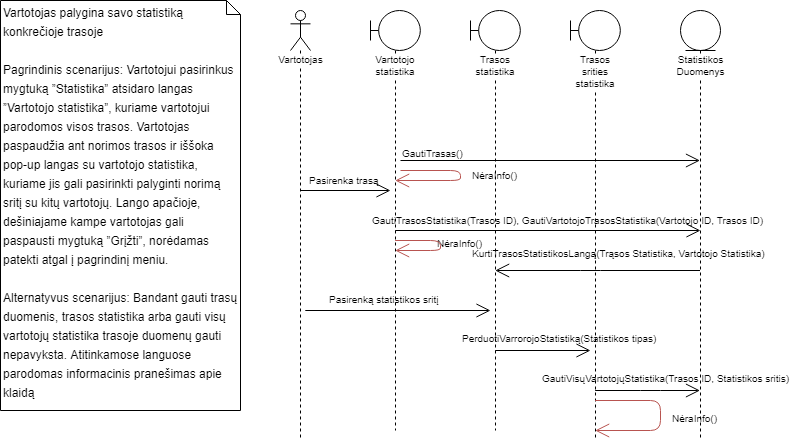 Vartotojas palygina savo statistiką
konkrečioje trasoje
Pagrindinis scenarijus: Vartotojui pasirinkus
mygtuką "Statistika" atsidaro langas
"Vartotojo statistika", kuriame vartotojui
parodomos visos trasos. Vartotojas
paspaudžia ant norimos trasos ir iššoka
pop-up langas su vartotojo statistika,
kuriame jis gali pasirinkti palyginti norimą
sritį su kitų vartotojų. Lango apačioje,
dešiniajame kampe vartotojas gali
paspausti mygtuką "Grįžti", norėdamas
patekti atgal į pagrindinį meniu.
Alternatyvus scenarijus: Bandant gauti trasų
duomenis, trasos statistika arba gauti visų
vartotojų statistika trasoje duomenų gauti
nepavyksta. Atitinkamose languose
parodomas informacinis pranešimas apie
klaidą
Vartotojas
Vartotojo
statistika
Trasos
statistika
Trasos
srities
statistika
Statistikos
Duomenys
GautiTrasas()
NėraInfo()
Pasirenka trasą
GautiTrasosStatistika(Trasos ID), GautiVartotojoTrasosStatistika(Vartotojo ID, Trasos ID)
NėraInfo()
KurtiTrasosStatistikosLanga(Trąsos Statistika, Vartotojo Statistika)
Pasirenką statistikos sritį
PerduotiVarrorojoStatistiką(Statistikos tipas)
GautiVisųVartotojųStatistika(Trasos ID, Statistikos sritis)
NėraInfo()